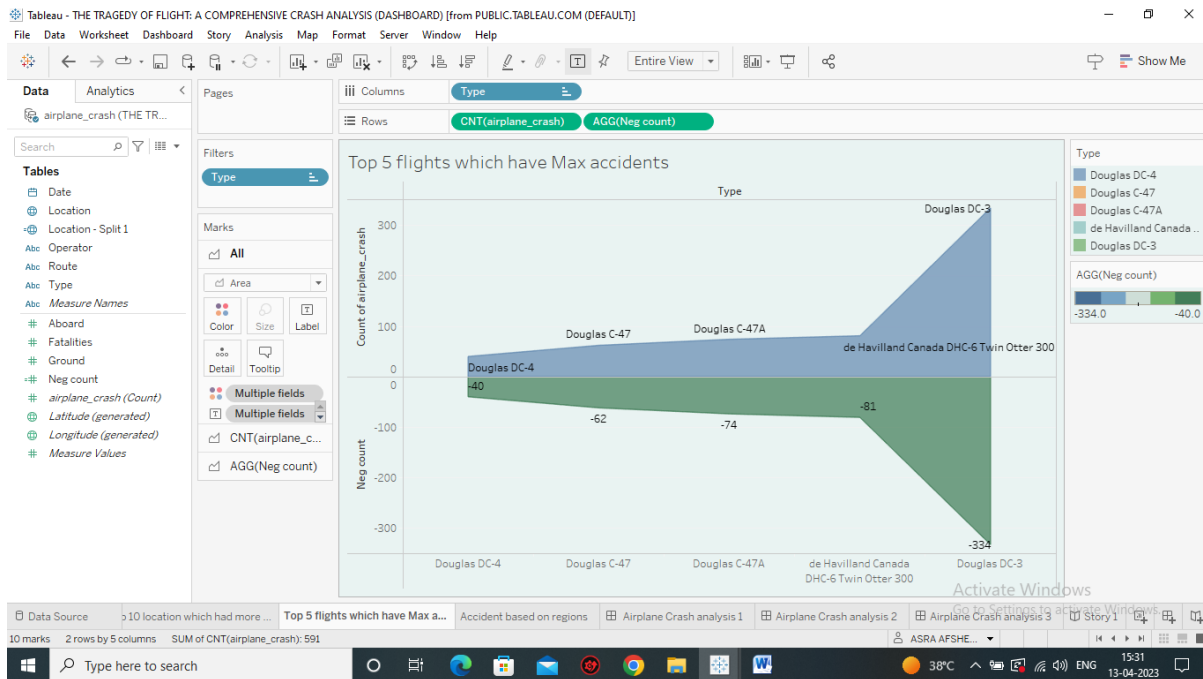 Tableau - THE TRAGEDY OF FLIGHT: A COMPREHENSIVE CRASH ANALYSIS (DASHBOARD) [from PUBLIC.TABLEAU.COM (DEFAULT)]
File Data Worksheet Dashboard Story Analysis Map Format Server Window Help
Entire View
Show Me
Data Analytics
airplane_crash (THE TR...
Search
Tables
Date
Location
Location - Split 1
Abc Operator
Abc Route
Abc Type
Abc Measure Names
# Aboard
# Fatalities
# Ground
=# Neg count
# airplane_crash (Count)
Latitude (generated)
Longitude (generated)
# Measure Values
Pages
Filters
Type
Marks
All
Area
Color Size Label
Detail Tooltip
Multiple fields
Multiple fields
CNT(airplane_c...
AGG(Neg count)
Columns Type
Rows CNT(airplane_crash) AGG(Neg count)
Top 5 flights which have Max accidents
Type
Count of airplane_crash
300
200
100
0
Douglas DC-4
Douglas C-47
Douglas C-47A
de Havilland Canada DHC-6 Twin Otter 300
Douglas DC-3
Neg count
0
-100
-200
-300
-40
-62
-74
-81
-334
Douglas DC-4 Douglas C-47 Douglas C-47A de Havilland Canada Douglas DC-3
DHC-6 Twin Otter 300
Type
Douglas DC-4
Douglas C-47
Douglas C-47A
de Havilland Canada ..
Douglas DC-3
AGG(Neg count)
-334.0 -40.0
Activate Windows
Go to Settings to activate Windows.
Data Source
10 location which had more ...
Top 5 flights which have Max a...
Accident based on regions
Airplane Crash analysis 1
Airplane Crash analysis 2
Airplane Crash analysis 3
Story 1
10 marks 2 rows by 5 columns SUM of CNT(airplane_crash): 591
ASRA AFSHE...
Type here to search
W
38°C
ENG
15:31
13-04-2023